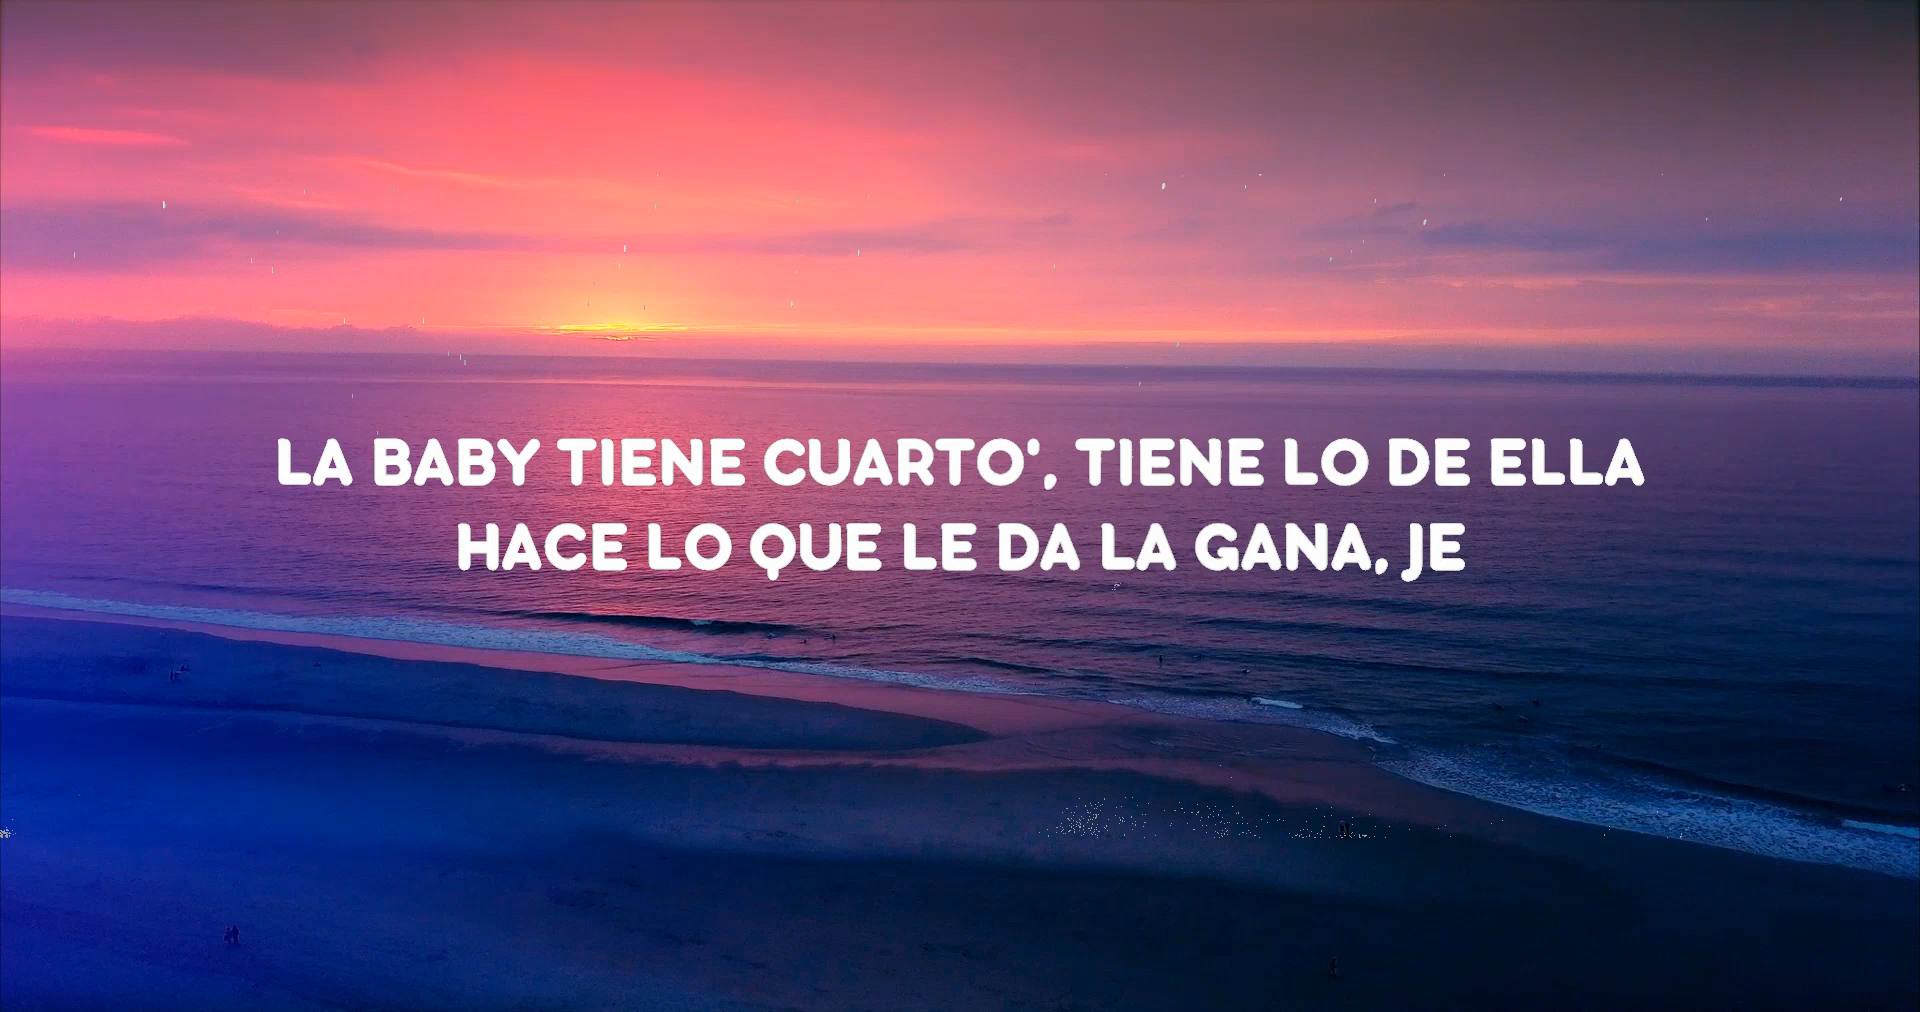 LA BABY TIENE CUARTO', TIENE LO DE ELLA
HACE LO QUE LE DA LA GANA, JE